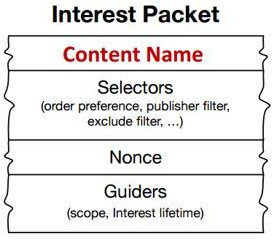 Interest Packet
Content Name
Selectors
(order preference, publisher filter,
exclude filter, ...)
Nonce
Guiders
(scope, Interest lifetime)